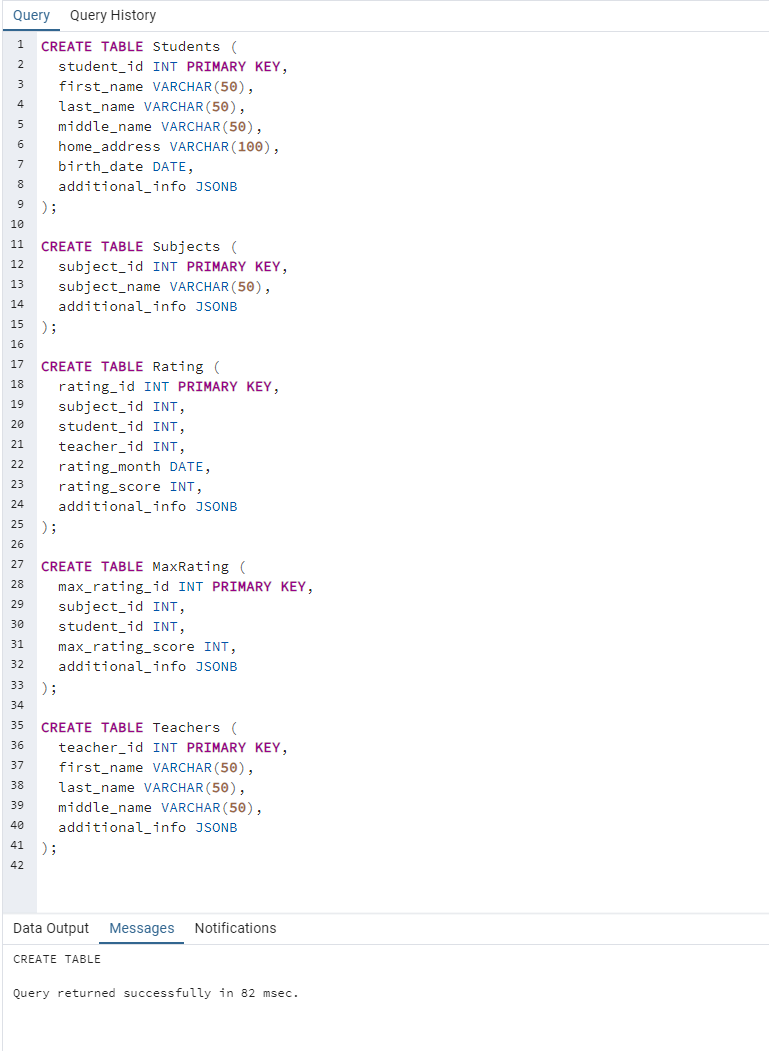 Query Query History
1 CREATE TABLE Students (
2   student_id INT PRIMARY KEY,
3   first_name VARCHAR(50),
4   last_name VARCHAR(50),
5   middle_name VARCHAR(50),
6   home_address VARCHAR(100),
7   birth_date DATE,
8   additional_info JSONB
9 );
10
11 CREATE TABLE Subjects (
12   subject_id INT PRIMARY KEY,
13   subject_name VARCHAR(50),
14   additional_info JSONB
15 );
16
17 CREATE TABLE Rating (
18   rating_id INT PRIMARY KEY,
19   subject_id INT,
20   student_id INT,
21   teacher_id INT,
22   rating_month DATE,
23   rating_score INT,
24   additional_info JSONB
25 );
26
27 CREATE TABLE MaxRating (
28   max_rating_id INT PRIMARY KEY,
29   subject_id INT,
30   student_id INT,
31   max_rating_score INT,
32   additional_info JSONB
33 );
34
35 CREATE TABLE Teachers (
36   teacher_id INT PRIMARY KEY,
37   first_name VARCHAR(50),
38   last_name VARCHAR(50),
39   middle_name VARCHAR(50),
40   additional_info JSONB
41 );
42
Data Output Messages Notifications
CREATE TABLE
Query returned successfully in 82 msec.